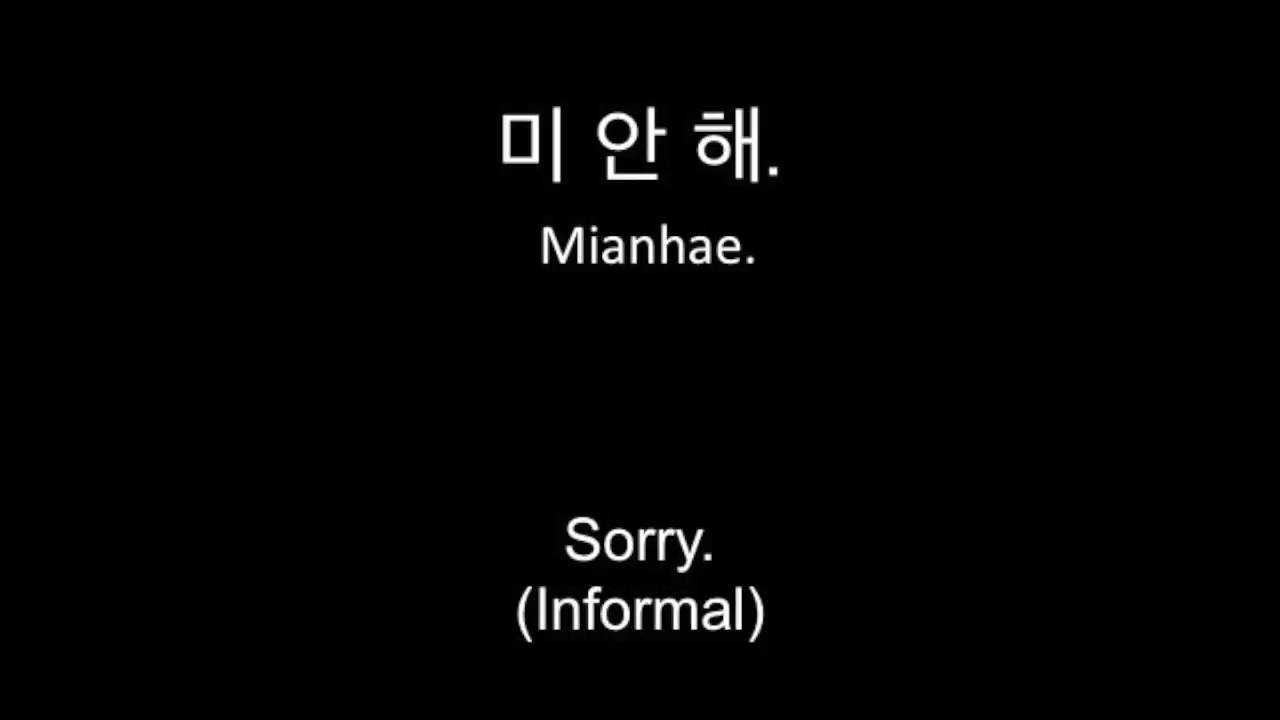 미 안 해.
Mianhae.
Sorry.
(Informal)